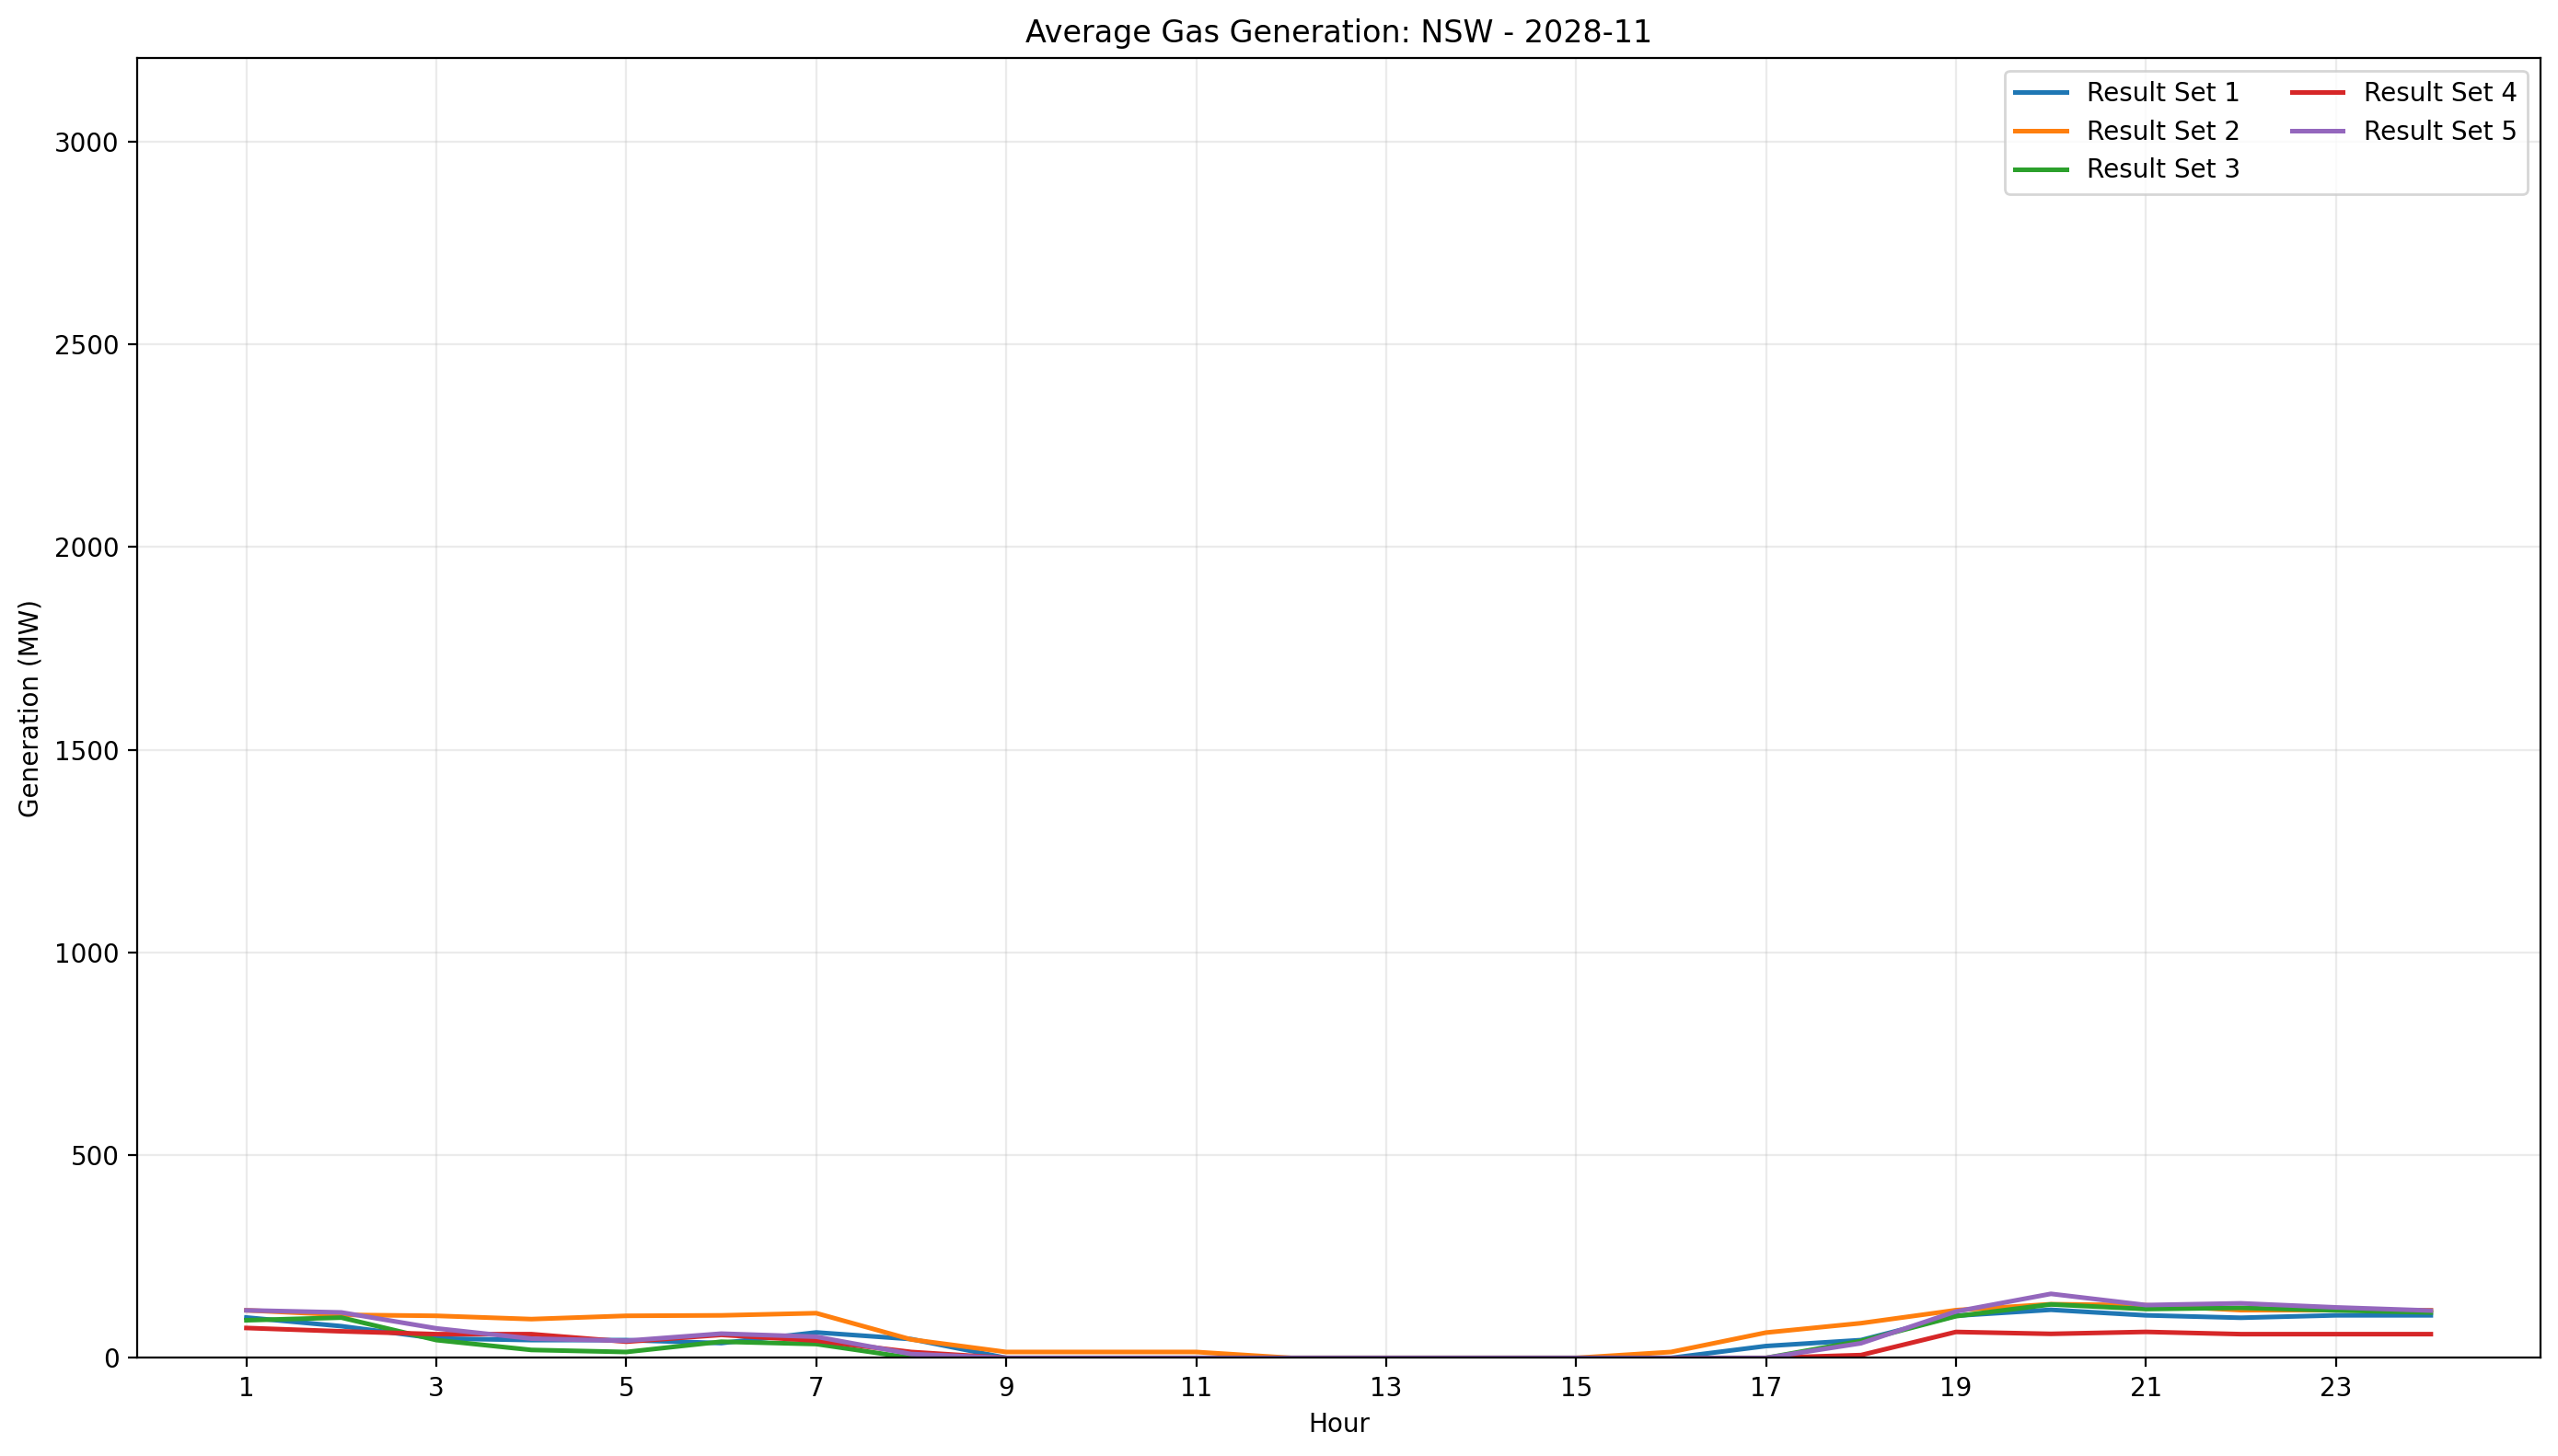 Average Gas Generation: NSW - 2028-11
Result Set 1
Result Set 2
Result Set 3
Result Set 4
Result Set 5
Generation (MW)
3000
2500
2000
1500
1000
500
0
1 3 5 7 9 11 13 15 17 19 21 23
Hour